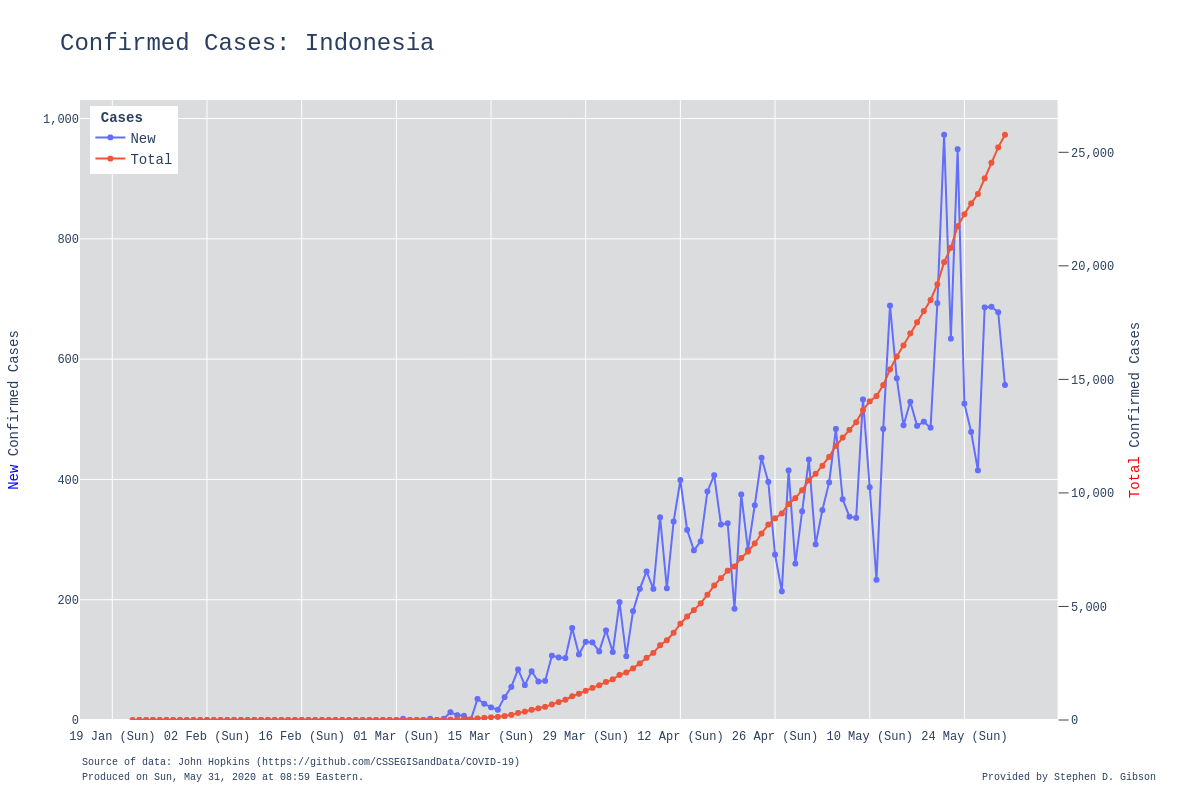 Confirmed Cases: Indonesia
Cases
New
Total
1,000
800
600
400
200
0
New Confirmed Cases
25,000
20,000
15,000
10,000
5,000
0
Total Confirmed Cases
19 Jan (Sun) 02 Feb (Sun) 16 Feb (Sun) 01 Mar (Sun) 15 Mar (Sun) 29 Mar (Sun) 12 Apr (Sun) 26 Apr (Sun) 10 May (Sun) 24 May (Sun)
Source of data: John Hopkins (https://github.com/CSSEGISandData/COVID-19)
Produced on Sun, May 31, 2020 at 08:59 Eastern.
Provided by Stephen D. Gibson